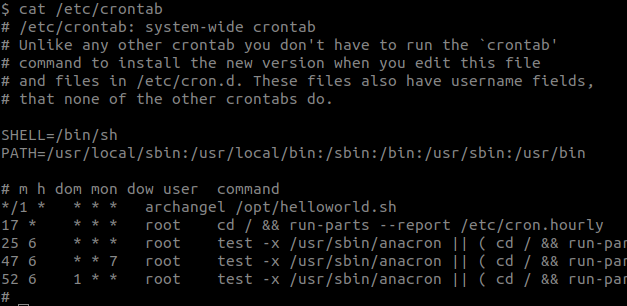 $ cat /etc/crontab
# /etc/crontab: system-wide crontab
# Unlike any other crontab you don't have to run the `crontab'
# command to install the new version when you edit this file
# and files in /etc/cron.d. These files also have username fields,
# that none of the other crontabs do.
SHELL=/bin/sh
PATH=/usr/local/sbin:/usr/local/bin:/sbin:/bin:/usr/sbin:/usr/bin
# m h dom mon dow user  command
*/1 *   * * *   archangel /opt/helloworld.sh
17 *    * * *   root    cd / && run-parts --report /etc/cron.hourly
25 6    * * *   root    test -x /usr/sbin/anacron || ( cd / && run-par
47 6    * * 7   root    test -x /usr/sbin/anacron || ( cd / && run-par
52 6    1 * *   root    test -x /usr/sbin/anacron || ( cd / && run-par
#